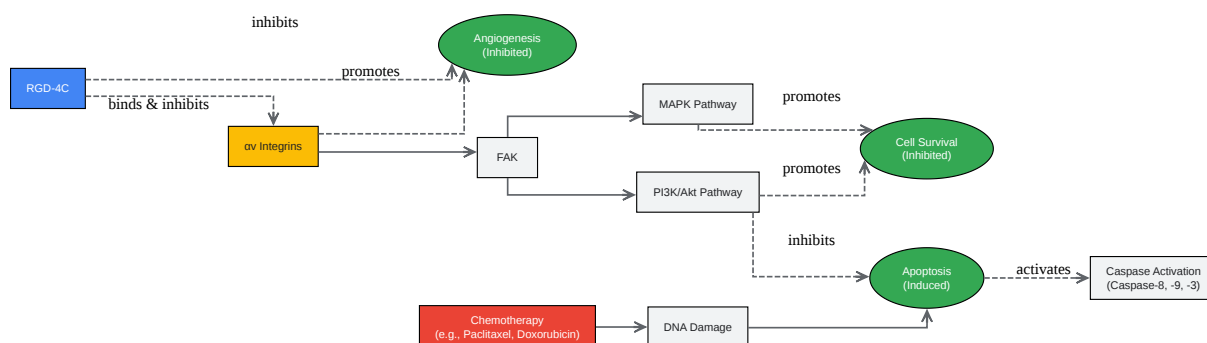 inhibits
Angiogenesis
(Inhibited)
RGD-4C
promotes
binds & inhibits
αv Integrins
FAK
MAPK Pathway
promotes
Cell Survival
(Inhibited)
promotes
PI3K/Akt Pathway
inhibits
Apoptosis
(Induced)
activates
Caspase Activation
(Caspase-8, -9, -3)
Chemotherapy
(e.g., Paclitaxel, Doxorubicin)
DNA Damage